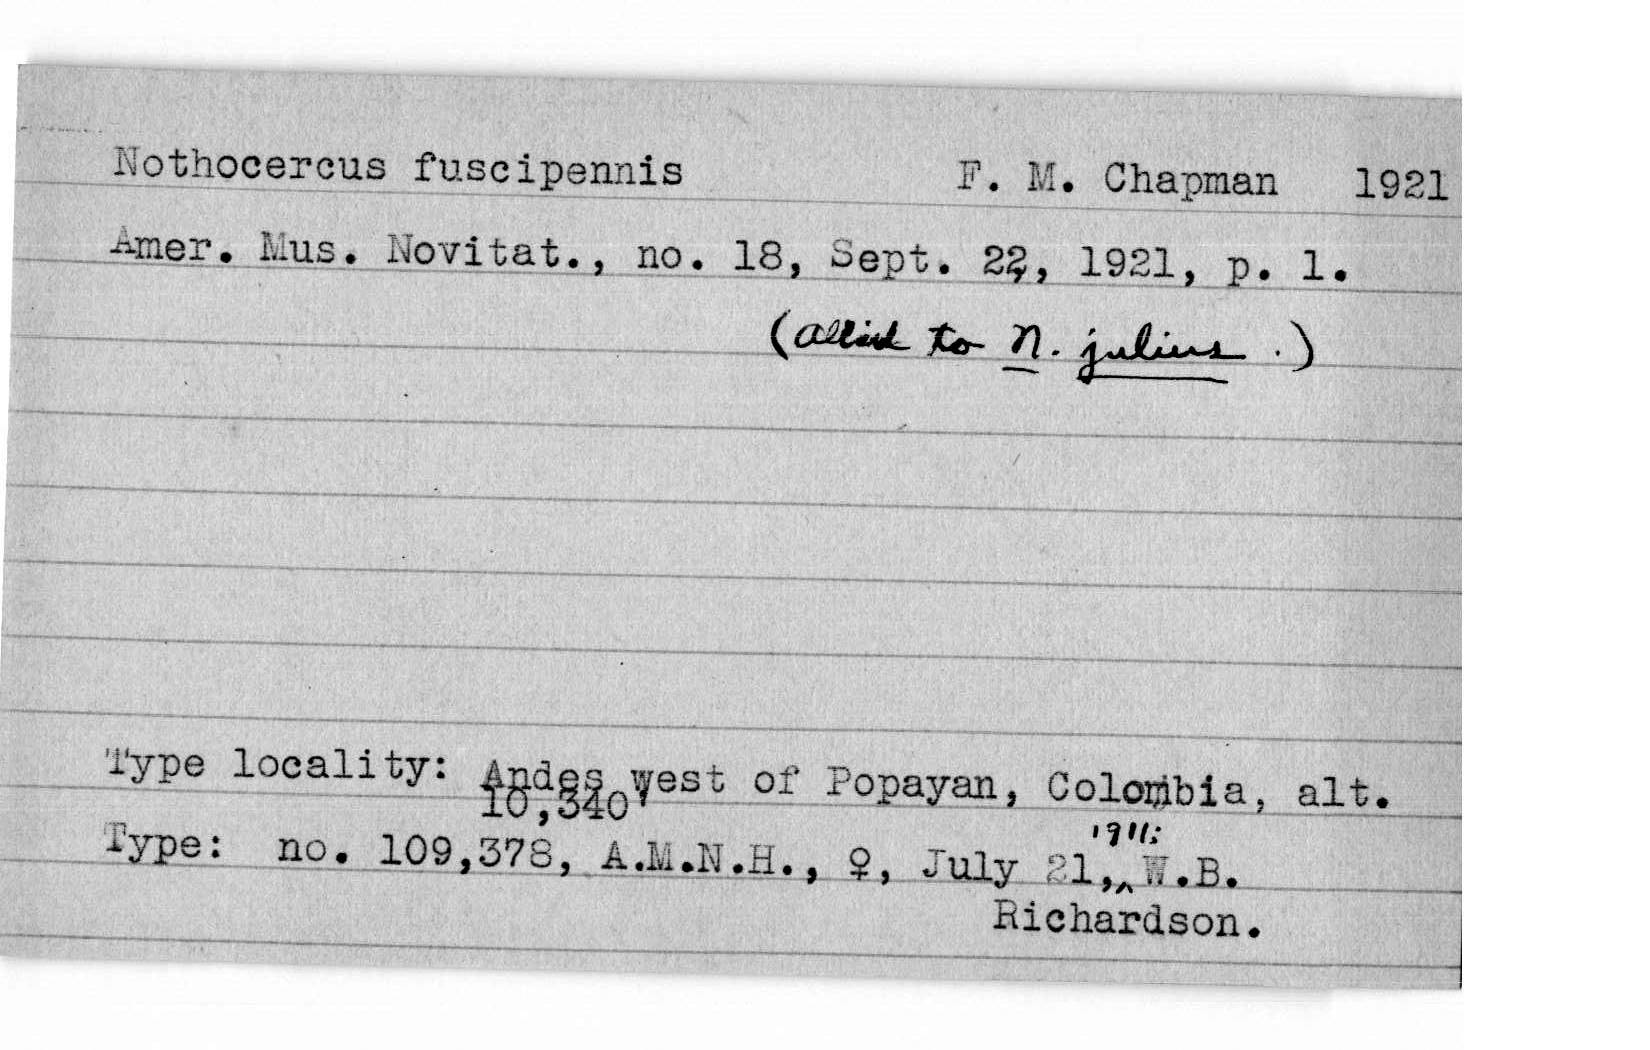 Nothocercus fuscipennis F. M. Chapman 1921
Amer. Mus. Novitat., no. 18, Sept. 22, 1921, p. 1.
(allied to N. julius.)
Type locality: Andes west of Popayan, Colombia, alt.
10,340'
1911;
Type: no. 109,378, A.M.N.H., ♀, July 21,^ W.B.
Richardson.